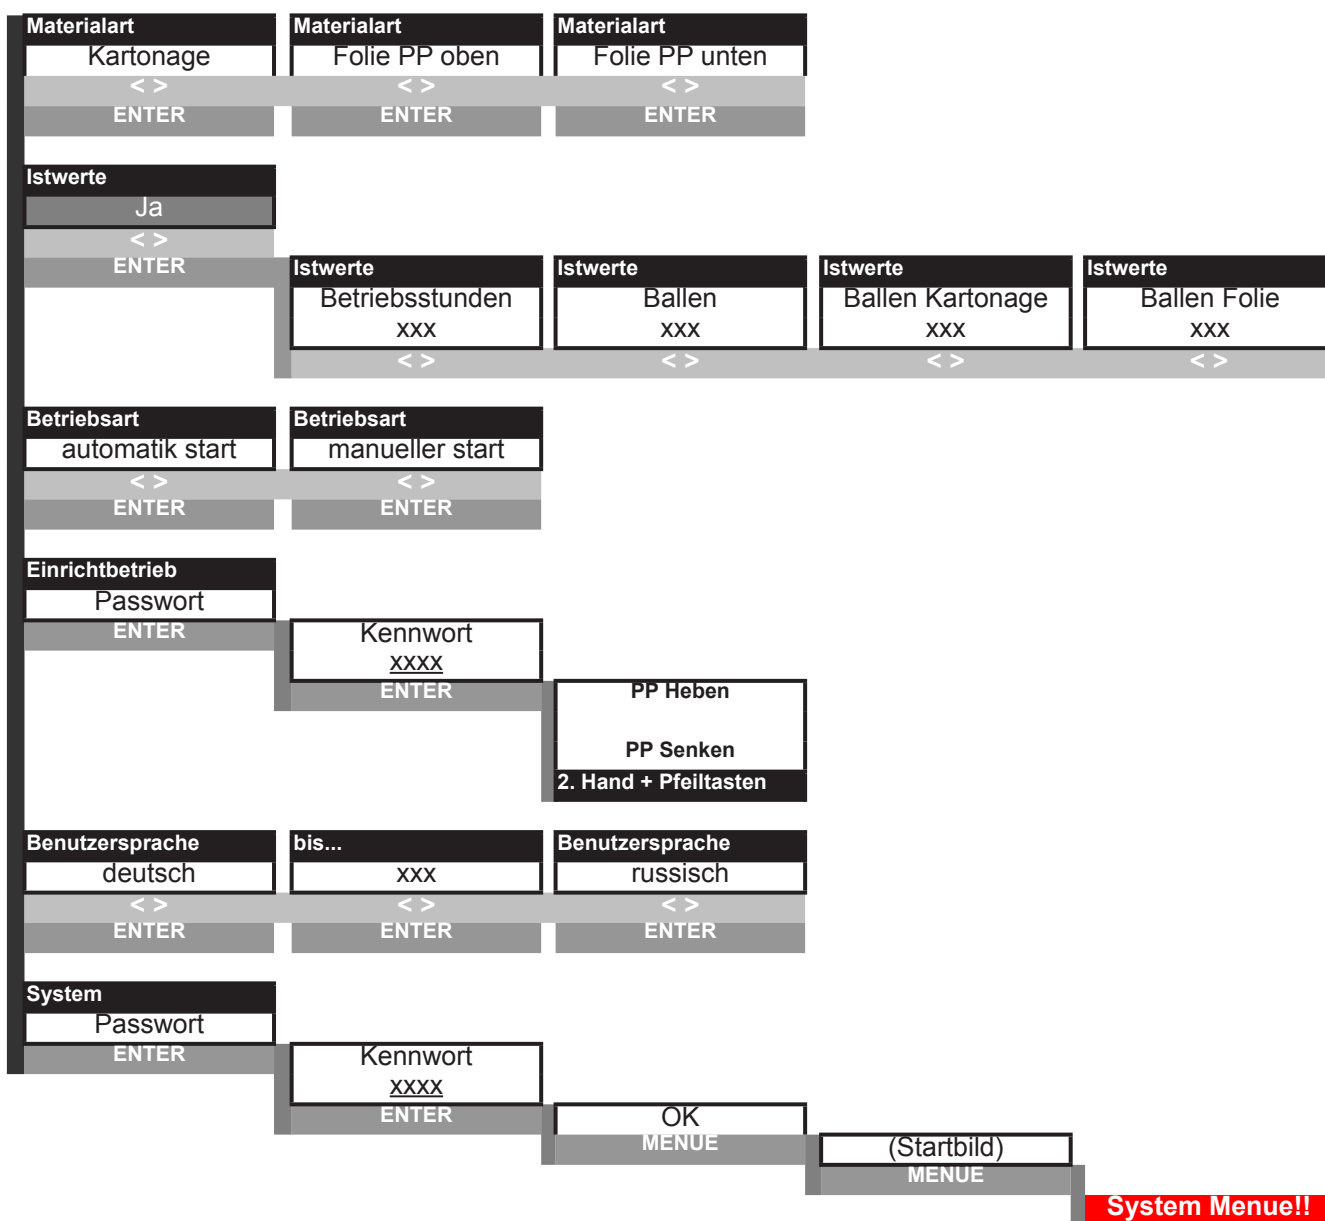 Materialart Materialart Materialart
Kartonage Folie PP oben Folie PP unten
< > < > < >
ENTER ENTER ENTER
Istwerte
Ja
< >
ENTER
Istwerte Istwerte Istwerte Istwerte
Betriebsstunden Ballen Ballen Kartonage Ballen Folie
xxx xxx xxx xxx
< > < > < > < >
Betriebsart Betriebsart
automatik start manueller start
< > < >
ENTER ENTER
Einrichtbetrieb
Passwort
ENTER
Kennwort
xxxx
ENTER
PP Heben
PP Senken
2. Hand + Pfeiltasten
Benutzersprache bis... Benutzersprache
deutsch xxx russisch
< > < > < >
ENTER ENTER ENTER
System
Passwort
ENTER
Kennwort
xxxx
ENTER
OK
MENUE
(Startbild)
MENUE
System Menue!!